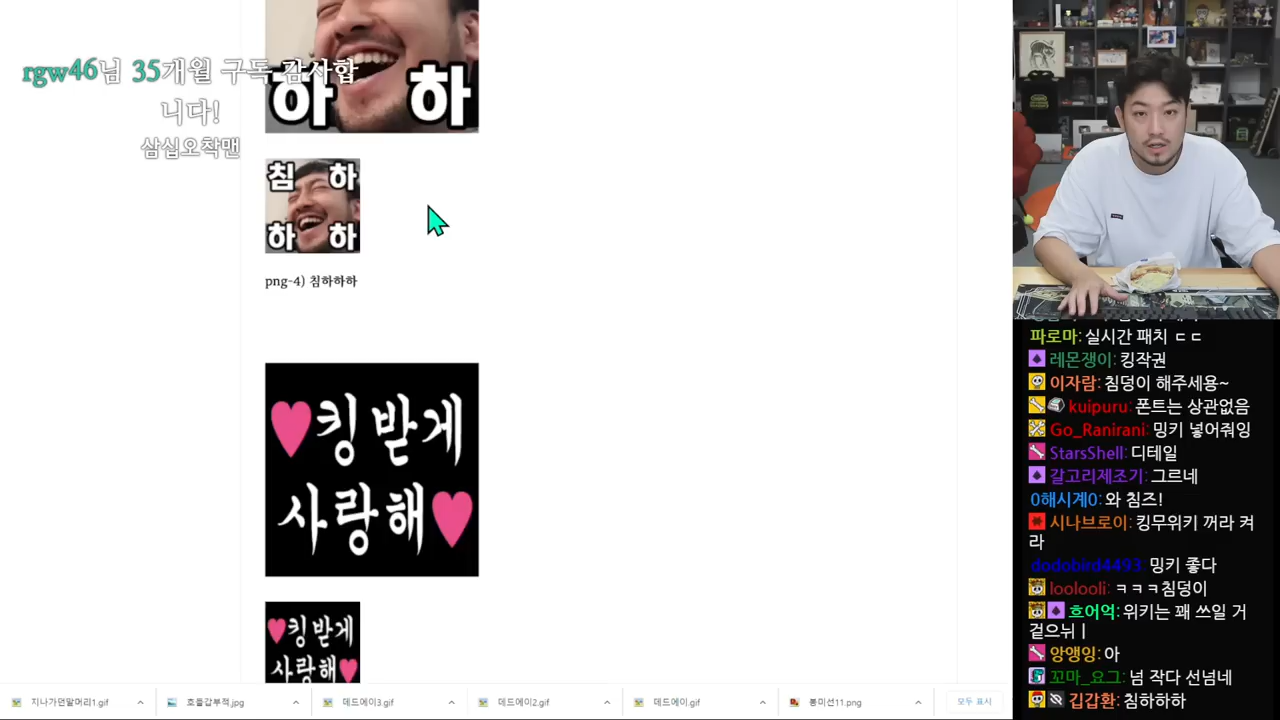 rgw46님 35개월 구독 감사합
니다!
삼십오착맨
하 하
침 하
하 하
png-4) 침하하하
♥킹받게
사랑해♥
♥킹받게
사랑해♥
지나가던말머리1.gif
흐들갑부적.jpg
데드에이3.gif
데드에이2.gif
데드에이.gif
봉미선11.png
모두 표시
파로마: 실시간 패치 ㄷㄷ
레몬쟁이: 킹작권
이자람: 침덩이 해주세용~
kuipuru: 폰트는 상관없음
Go_Ranirani: 밍키 넣어줘잉
StarsShell: 디테일
갈고리제조기: 그르네
0해시계0: 와 침즈!
시나브로이: 킹무위키 꺼라 켜
라
dodobird4493: 밍키 좋다
loolooli: ㅋㅋㅋ침덩이
흐어억: 위키는 꽤 쓰일 거
겉으뉘ㅣ
앙앵잉: 아
꼬마_요그: 넘 작다 선넘네
김갑환: 침하하하